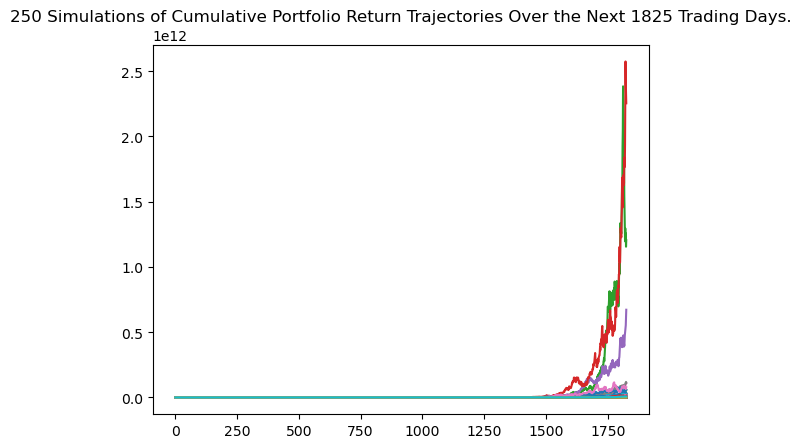 250 Simulations of Cumulative Portfolio Return Trajectories Over the Next 1825 Trading Days.
1e12
2.5
2.0
1.5
1.0
0.5
0.0
0 250 500 750 1000 1250 1500 1750